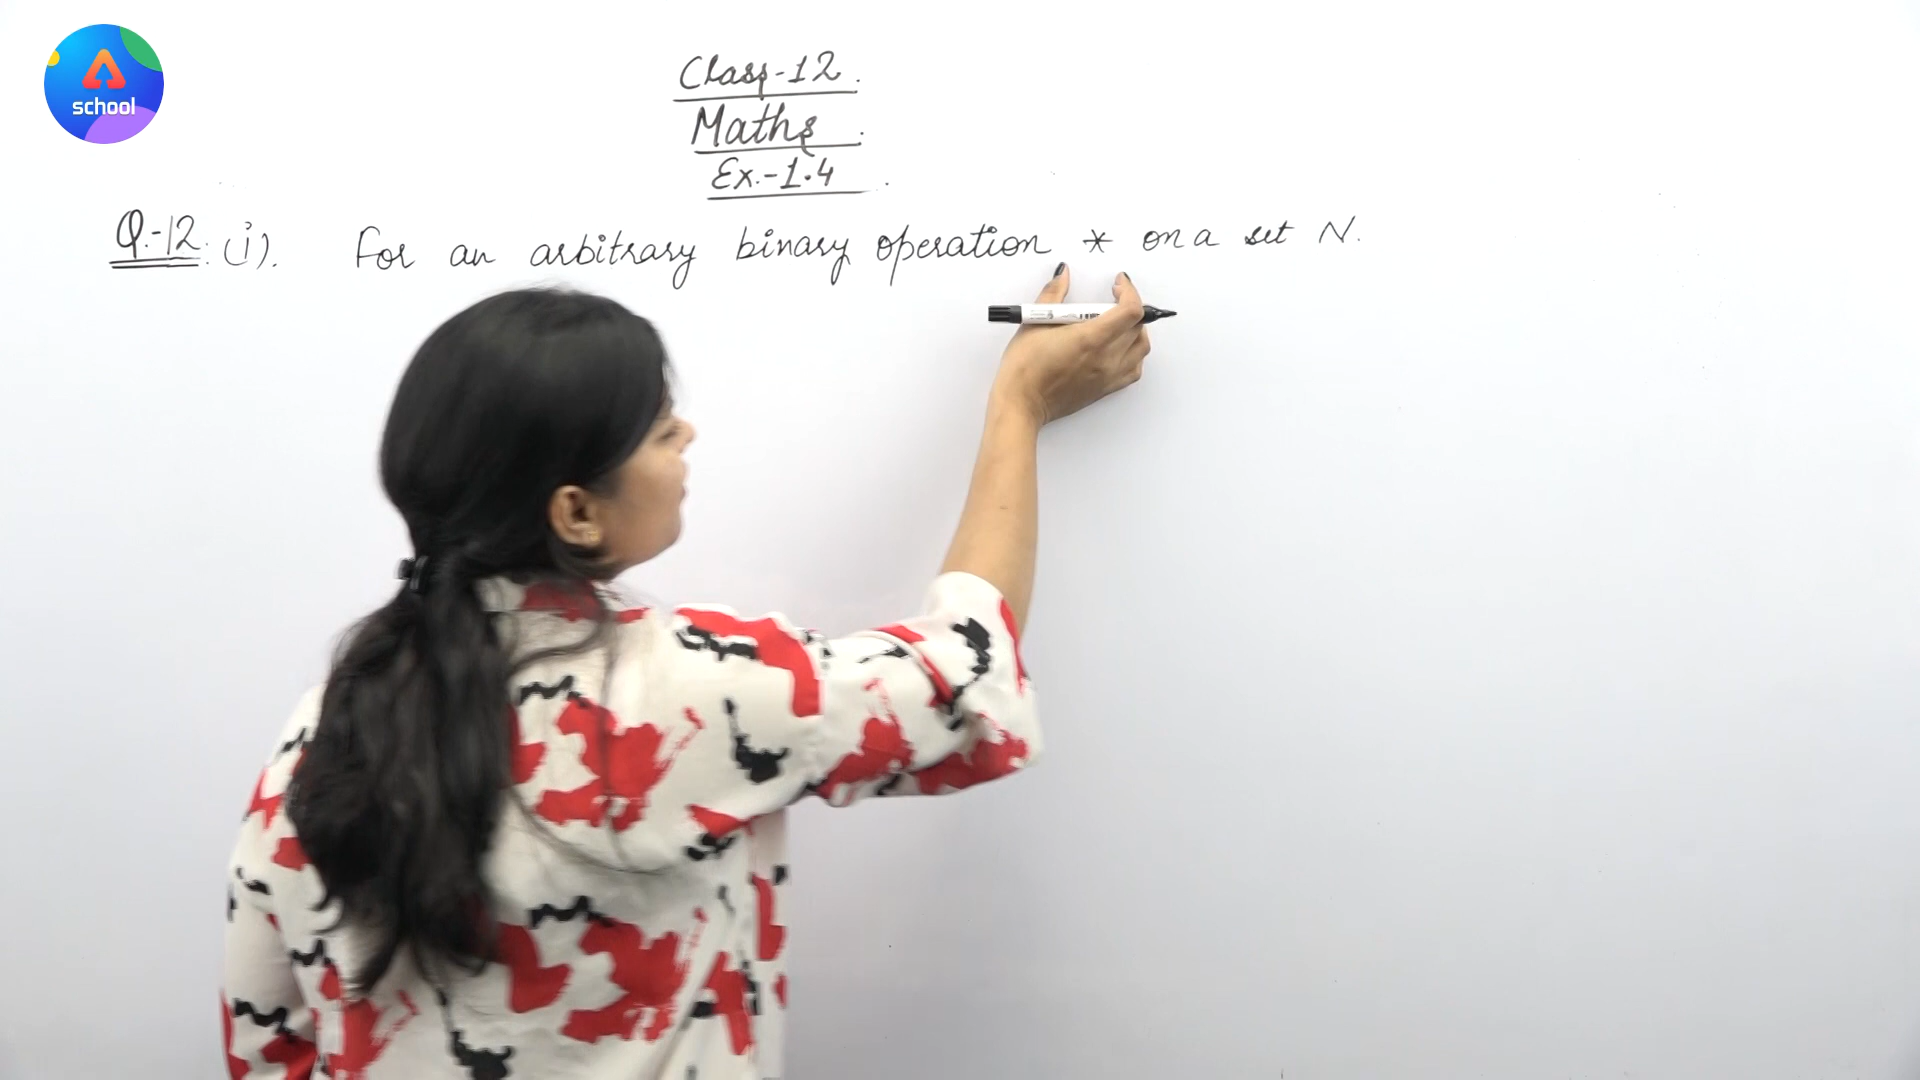 school
Class-12.
Maths.
Ex.-1.4.
Q.-12. (i). For an arbitrary binary operation * on a set N.